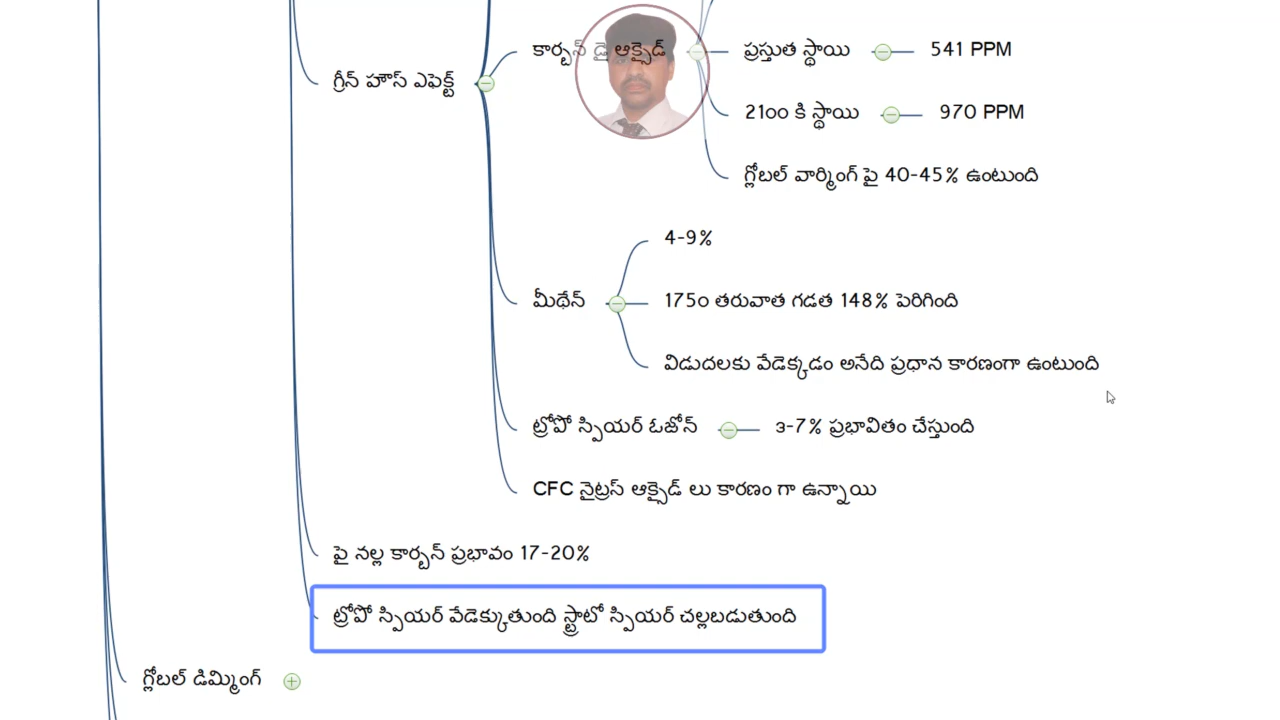 కార్బన్ డై ఆక్సైడ్
ప్రస్తుత స్థాయి
541 PPM
గ్రీన్ హౌస్ ఎఫెక్ట్
21౦౦ కి స్థాయి
970 PPM
గ్లోబల్ వార్మింగ్ పై 40-45% ఉంటుంది
4-9%
మీథేన్
175౦ తరువాత గడత 148% పెరిగింది
విడుదలకు వేడెక్కడం అనేది ప్రధాన కారణంగా ఉంటుంది
ట్రోపో స్పియర్ ఓజోన్
3-7% ప్రభావితం చేస్తుంది
CFC నైట్రస్ ఆక్సైడ్ లు కారణం గా ఉన్నాయి
పై నల్ల కార్బన్ ప్రభావం 17-20%
ట్రోపో స్పియర్ వేడెక్కుతుంది స్ట్రాటో స్పియర్ చల్లబడుతుంది
గ్లోబల్ డిమ్మింగ్